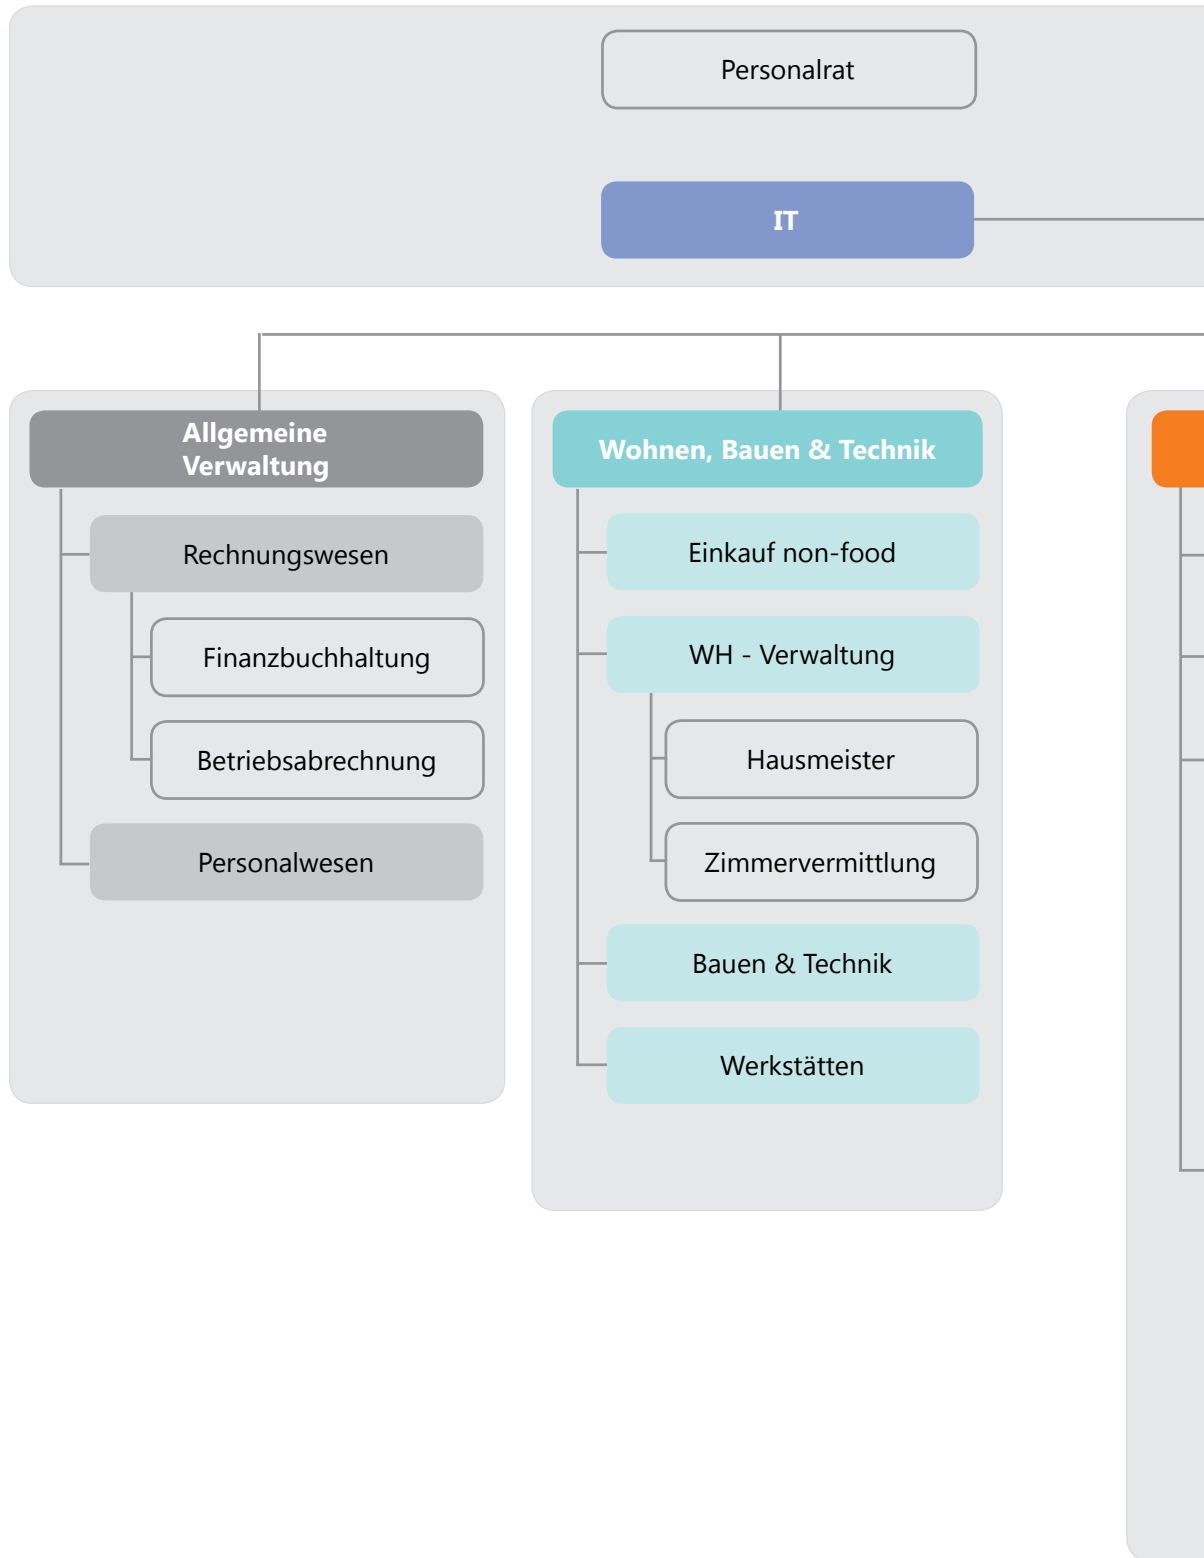 Personalrat
IT
Allgemeine
Verwaltung
Rechnungswesen
Finanzbuchhaltung
Betriebsabrechnung
Personalwesen
Wohnen, Bauen & Technik
Einkauf non-food
WH - Verwaltung
Hausmeister
Zimmervermittlung
Bauen & Technik
Werkstätten